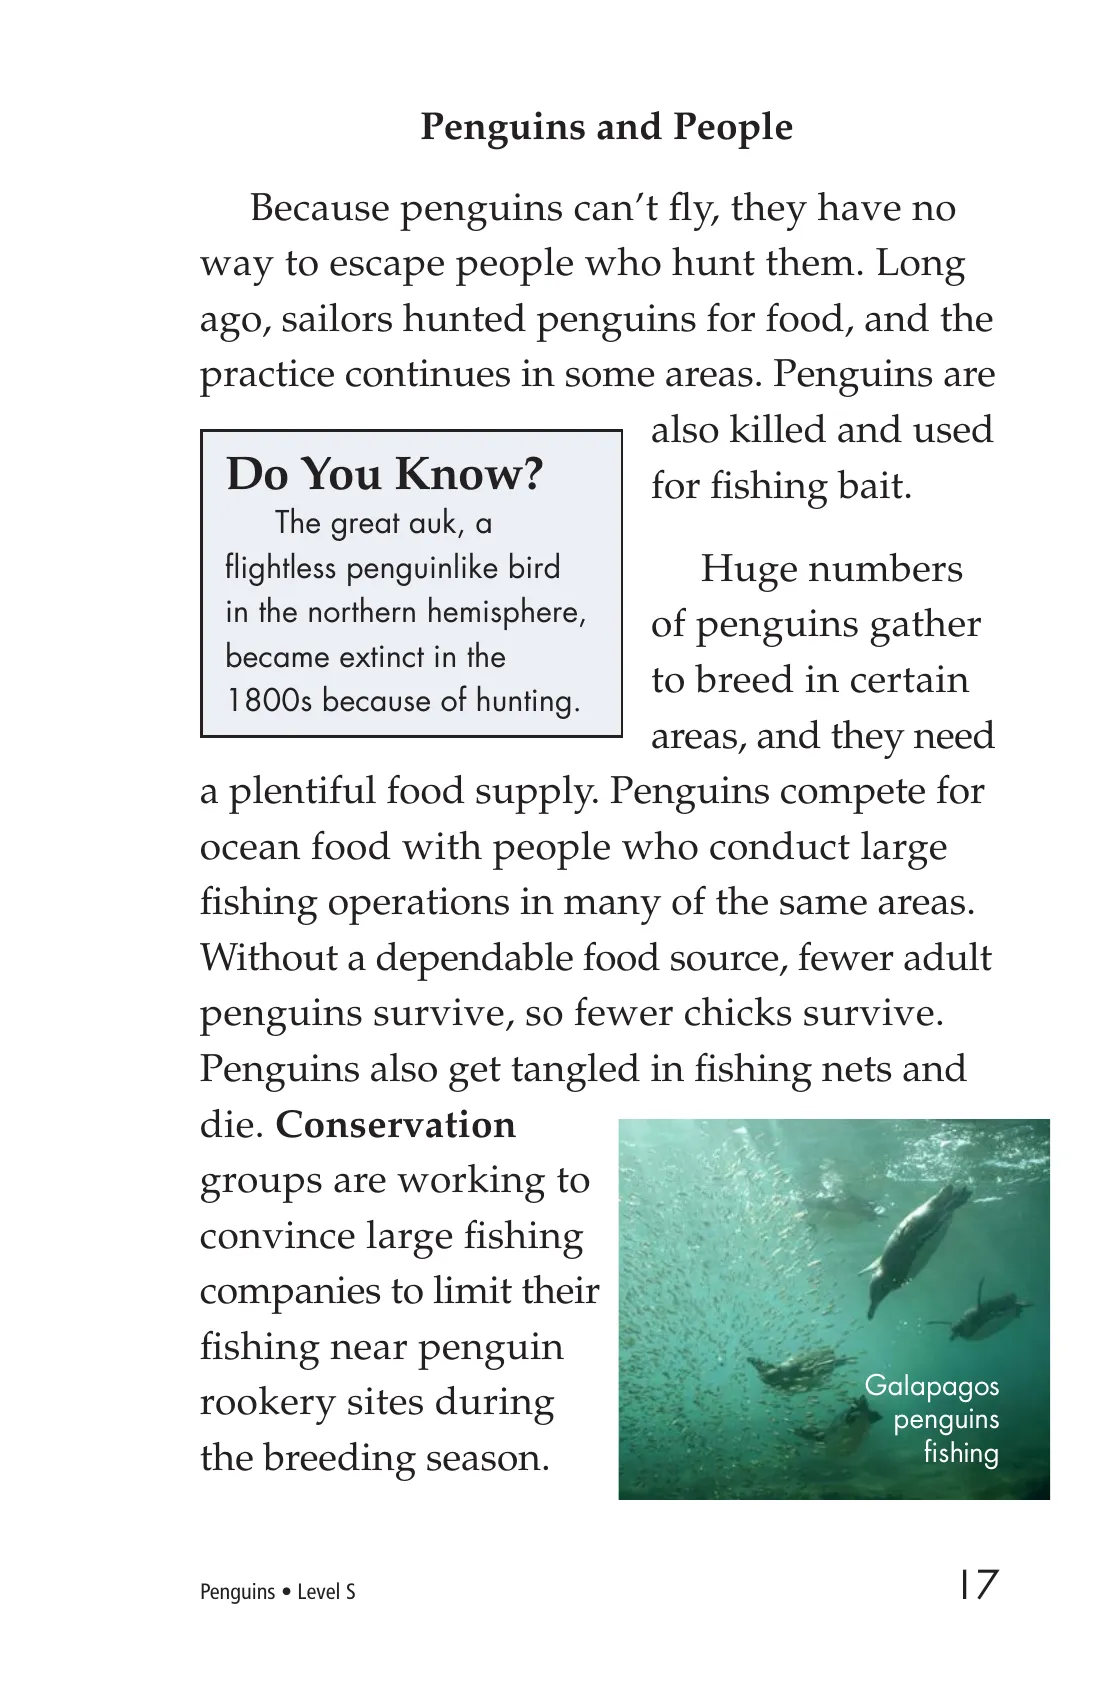 Penguins and People
Because penguins can’t fly, they have no
way to escape people who hunt them. Long
ago, sailors hunted penguins for food, and the
practice continues in some areas. Penguins are
also killed and used
for fishing bait.
Do You Know?
The great auk, a
flightless penguinlike bird
in the northern hemisphere,
became extinct in the
1800s because of hunting.
Huge numbers
of penguins gather
to breed in certain
areas, and they need
a plentiful food supply. Penguins compete for
ocean food with people who conduct large
fishing operations in many of the same areas.
Without a dependable food source, fewer adult
penguins survive, so fewer chicks survive.
Penguins also get tangled in fishing nets and
die. Conservation
groups are working to
convince large fishing
companies to limit their
fishing near penguin
rookery sites during
the breeding season.
Galapagos
penguins
fishing
Penguins • Level S
17